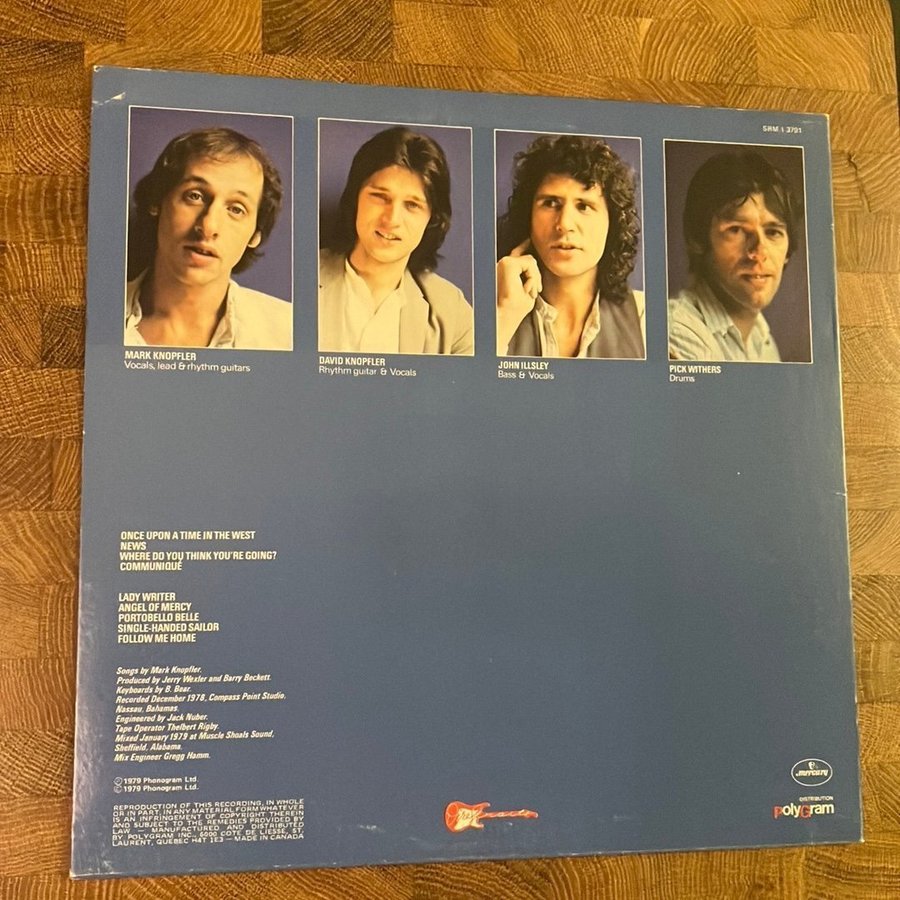 SRM 1 3791
MARK KNOPFLER
Vocals, lead & rhythm guitars
DAVID KNOPFLER
Rhythm guitar & Vocals
JOHN ILLSLEY
Bass & Vocals
PICK WITHERS
Drums
ONCE UPON A TIME IN THE WEST
NEWS
WHERE DO YOU THINK YOU'RE GOING?
COMMUNIQUÉ
LADY WRITER
ANGEL OF MERCY
PORTOBELLO BELLE
SINGLE-HANDED SAILOR
FOLLOW ME HOME
Songs by Mark Knopfler.
Produced by Jerry Wexler and Barry Beckett.
Keyboards by B. Bear.
Recorded December 1978, Compass Point Studio,
Nassau, Bahamas.
Engineered by Jack Nuber.
Tape Operator Thelbert Rigby.
Mixed January 1979 at Muscle Shoals Sound,
Sheffield, Alabama.
Mix Engineer Gregg Hamm.
Ⓟ 1979 Phonogram Ltd.
© 1979 Phonogram Ltd.
REPRODUCTION OF THIS RECORDING, IN WHOLE
OR IN PART, IN ANY MATERIAL FORM WHATEVER
IS AN INFRINGEMENT OF COPYRIGHT THEREIN
AND SUBJECT TO THE REMEDIES PROVIDED BY
LAW — MANUFACTURED AND DISTRIBUTED
BY POLYGRAM INC., 6000 COTE DE LIESSE, ST.
LAURENT, QUEBEC H4T 1E3 — MADE IN CANADA
mercury
DISTRIBUTION
PolyGram